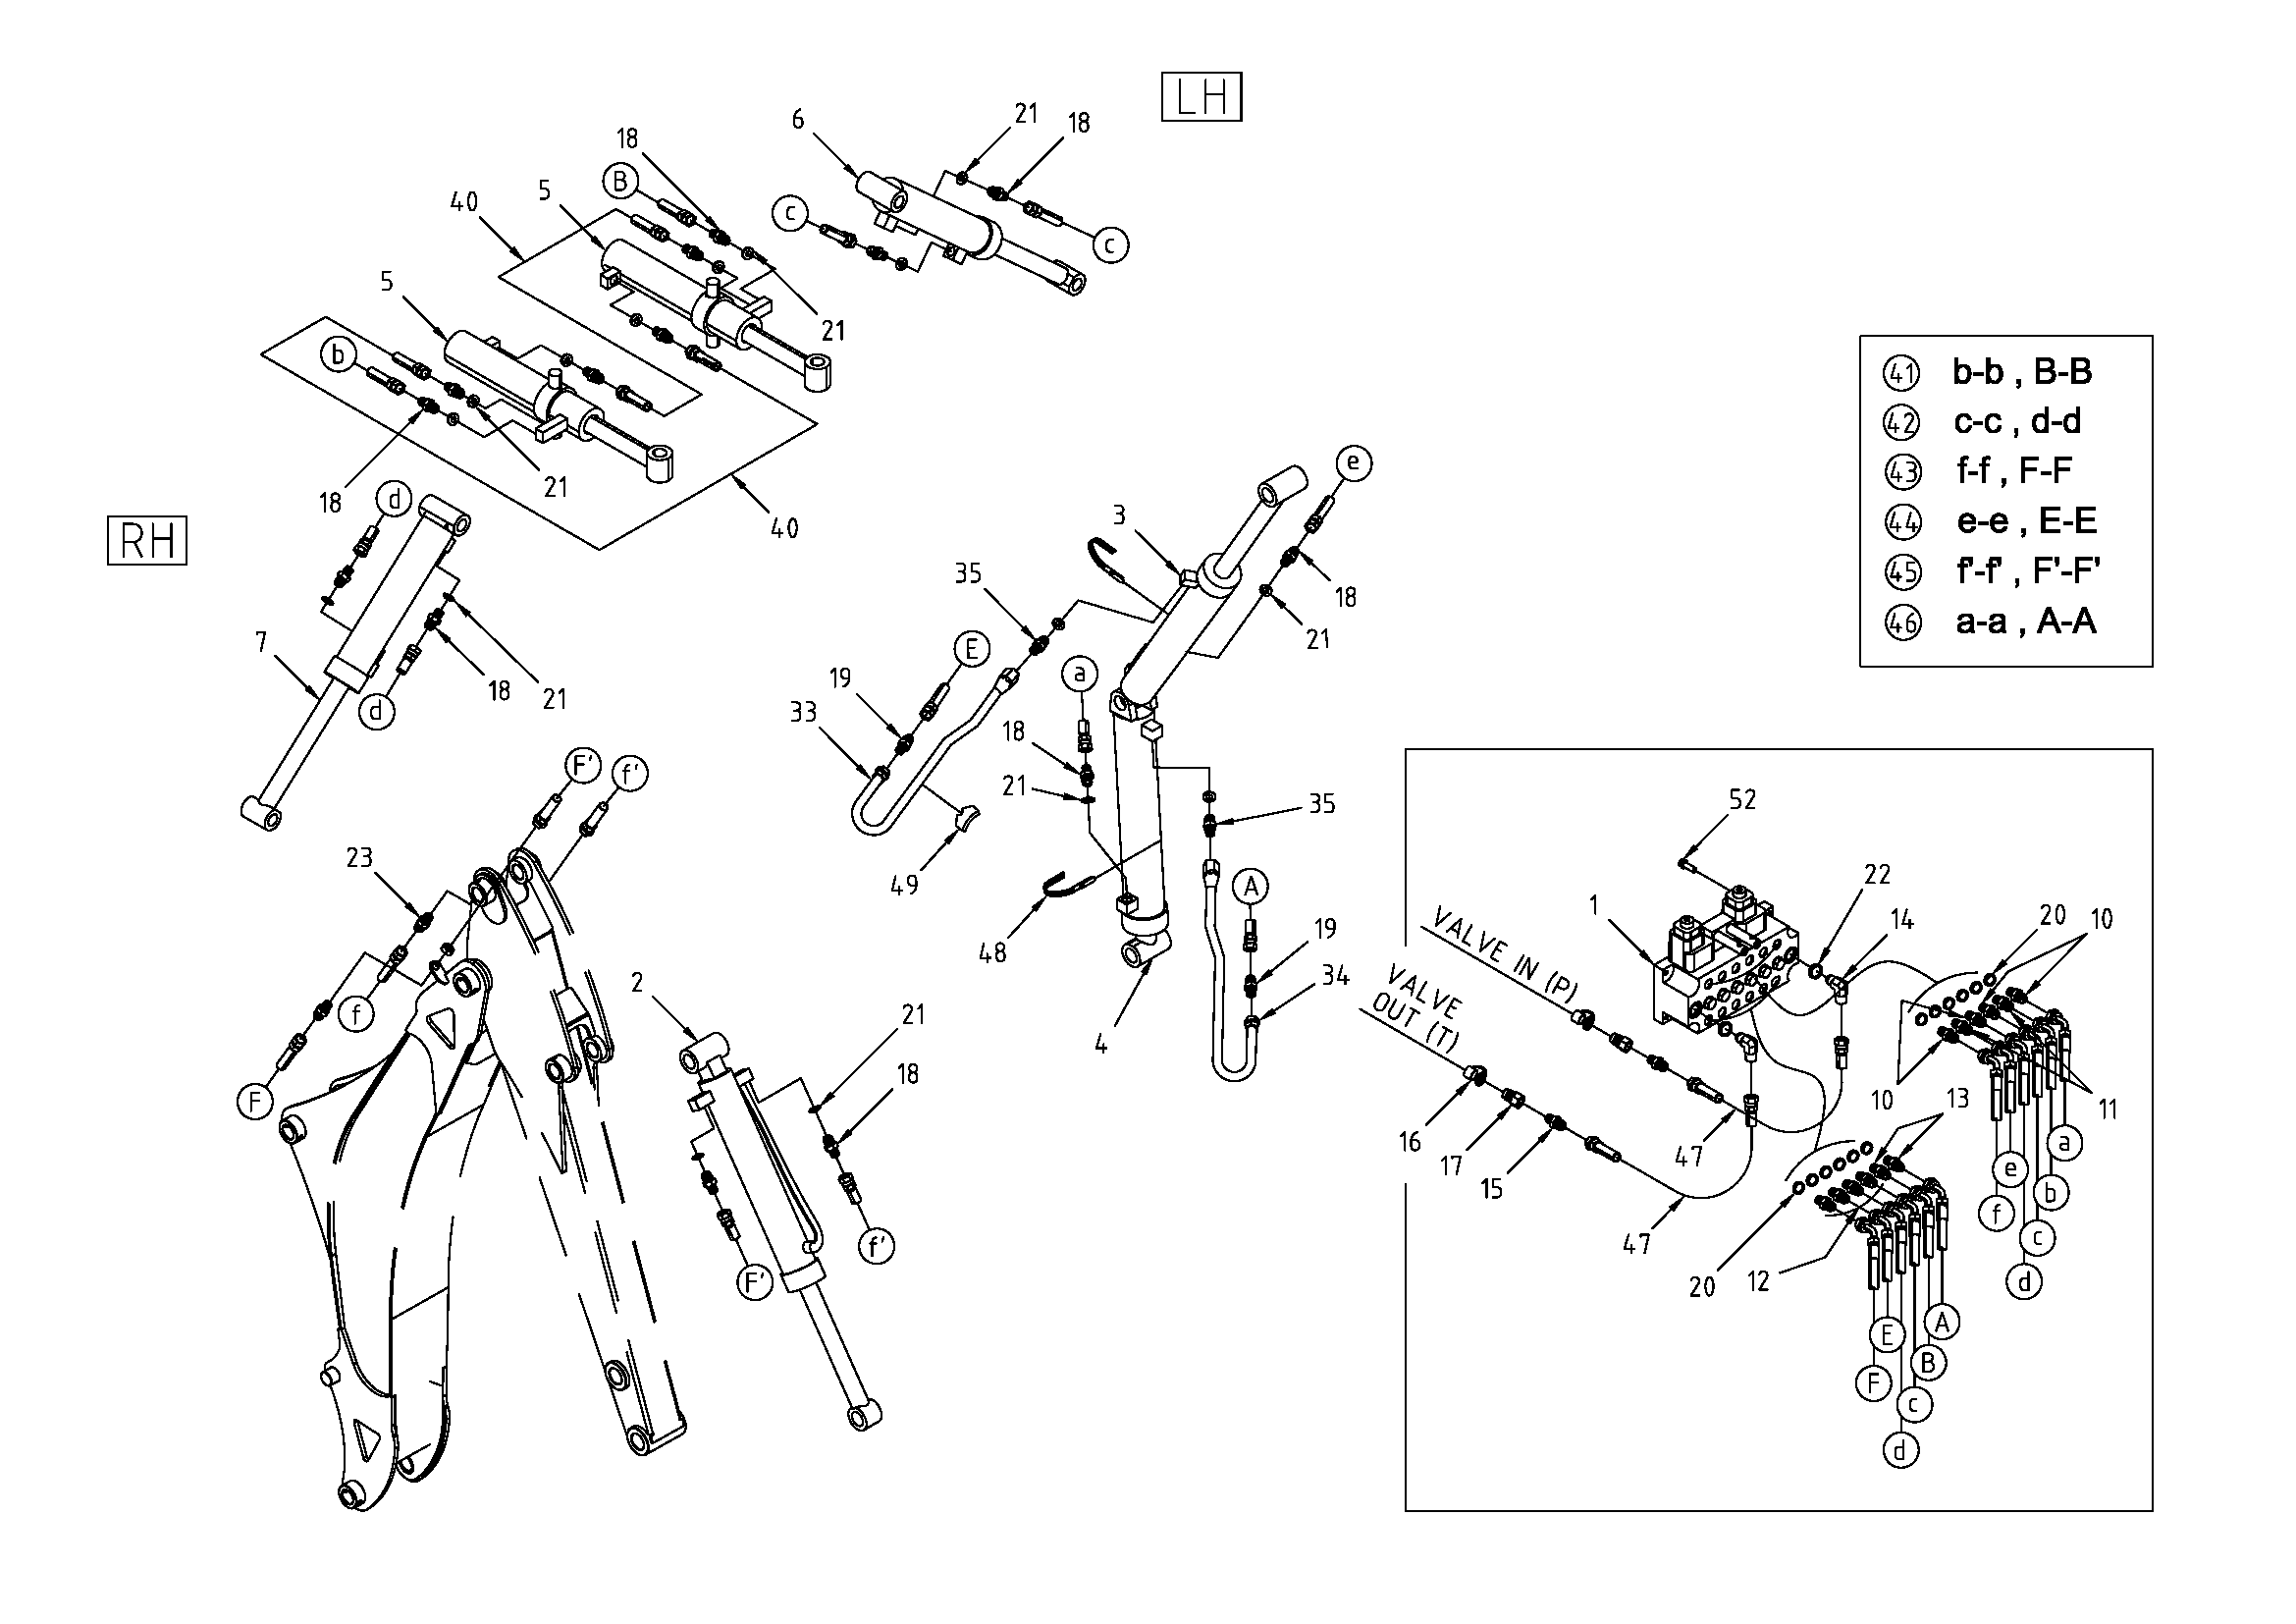 LH
6
21
18
18
B
5
40
c
c
5
21
b
41 b-b , B-B
42 c-c , d-d
43 f-f , F-F
44 e-e , E-E
45 f'-f' , F'-F'
46 a-a , A-A
18
21
40
d
RH
e
3
18
21
35
E
a
7
18
21
d
19
33
18
21
35
F'
f'
49
23
A
52
22
1
14
20
10
VALVE IN (P)
VALVE
OUT (T)
48
19
34
4
f
2
21
18
F
10
11
13
16
17
15
47
a
e
b
f
c
d
47
20
12
f'
F'
A
E
B
F
c
d